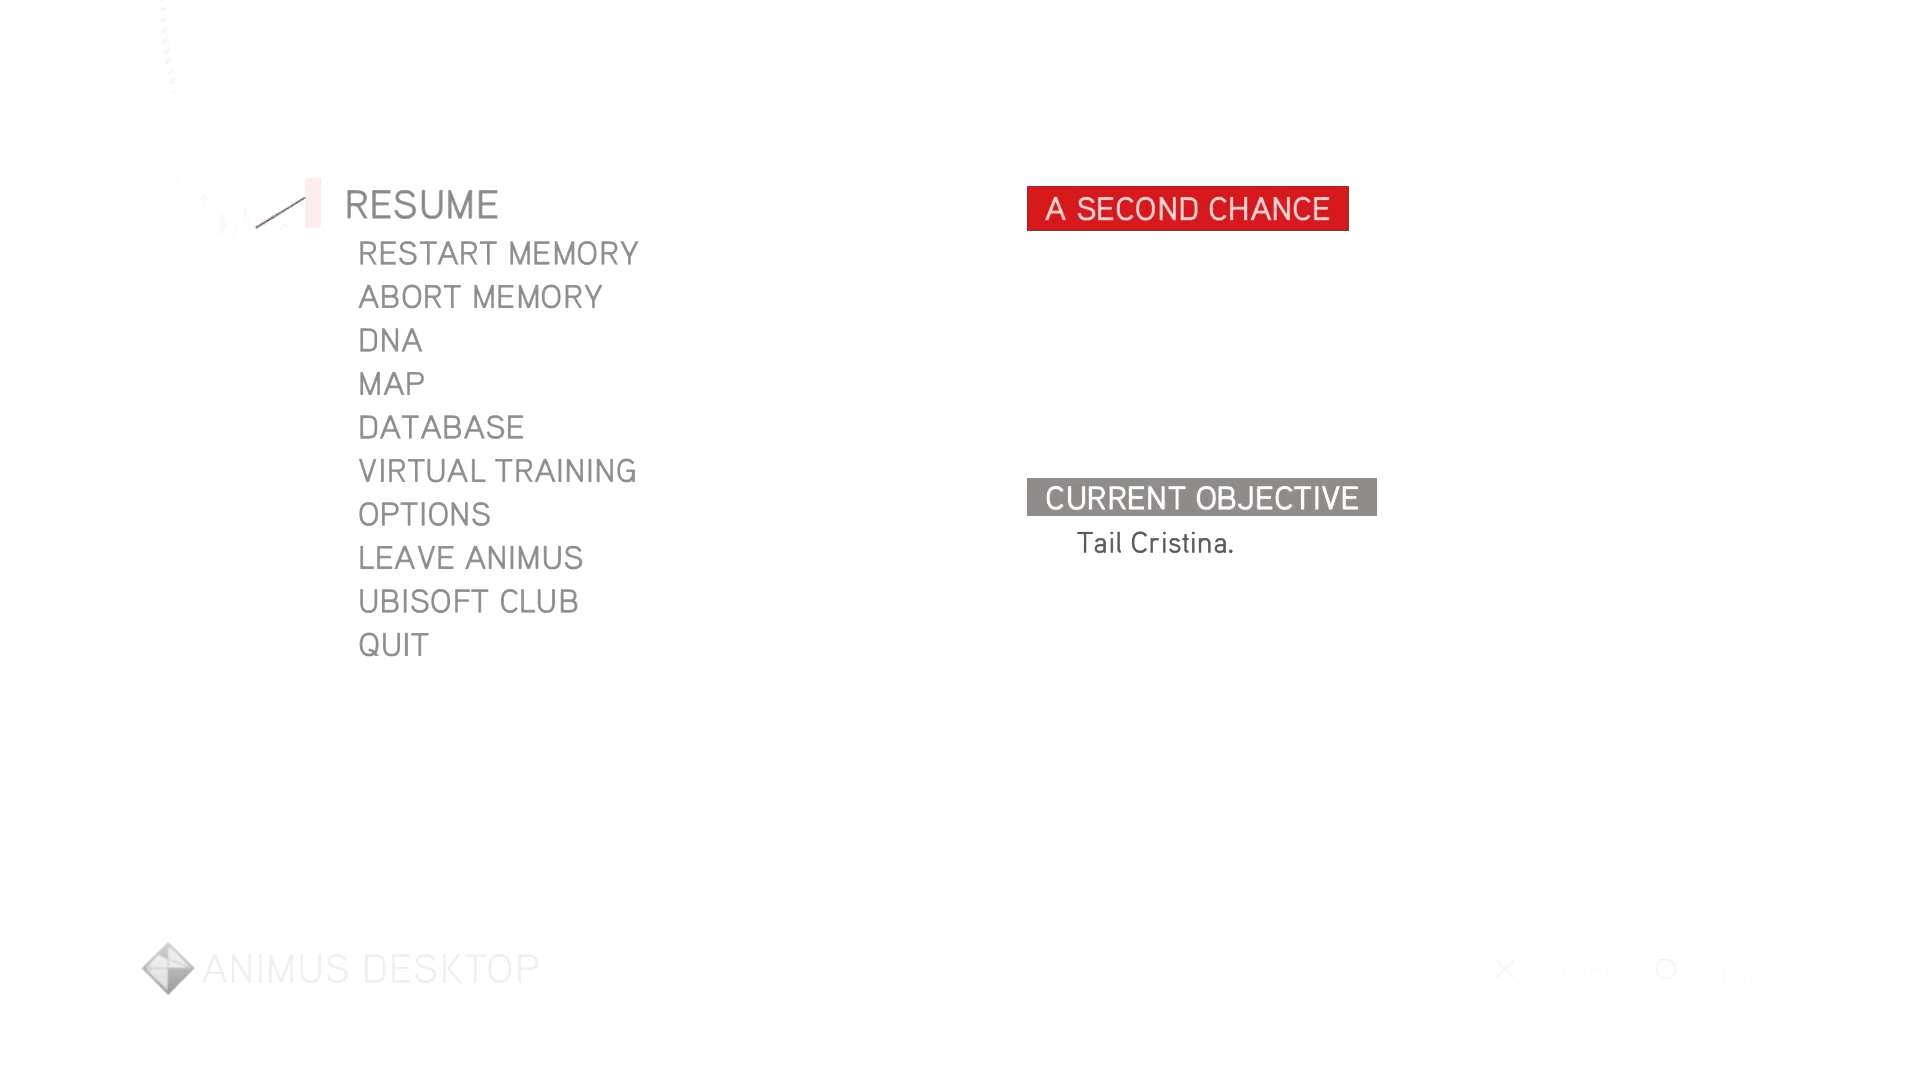 RESUME
RESTART MEMORY
ABORT MEMORY
DNA
MAP
DATABASE
VIRTUAL TRAINING
OPTIONS
LEAVE ANIMUS
UBISOFT CLUB
QUIT
A SECOND CHANCE
CURRENT OBJECTIVE
Tail Cristina.
ANIMUS DESKTOP